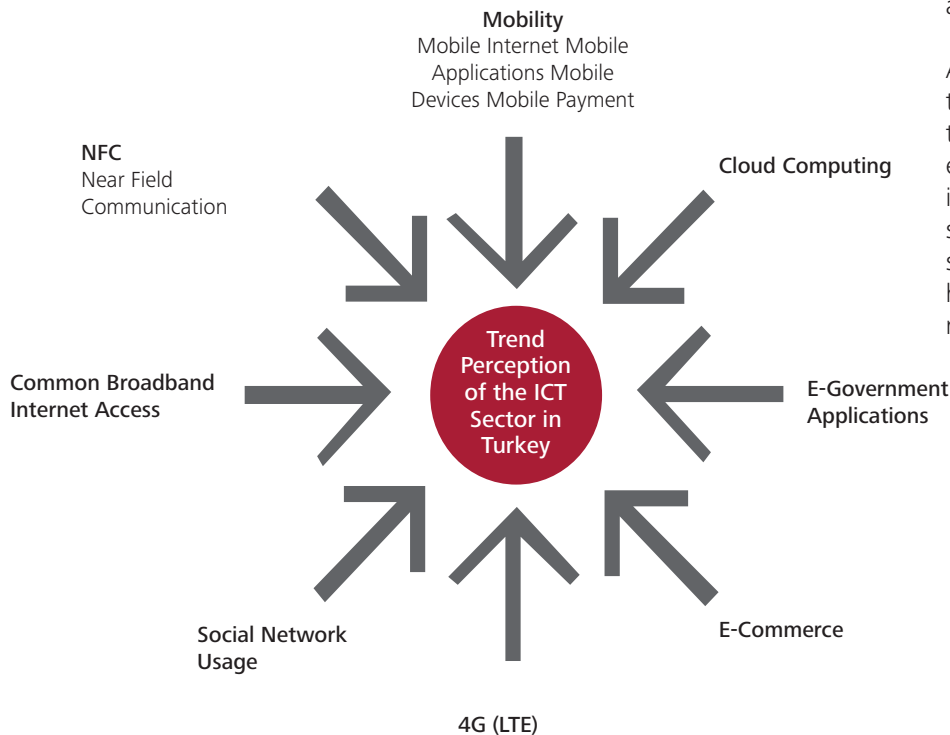 Mobility
Mobile Internet Mobile
Applications Mobile
Devices Mobile Payment
NFC
Near Field
Communication
Cloud Computing
Common Broadband
Internet Access
Trend
Perception
of the ICT
Sector in
Turkey
E-Government
Applications
Social Network
Usage
E-Commerce
4G (LTE)